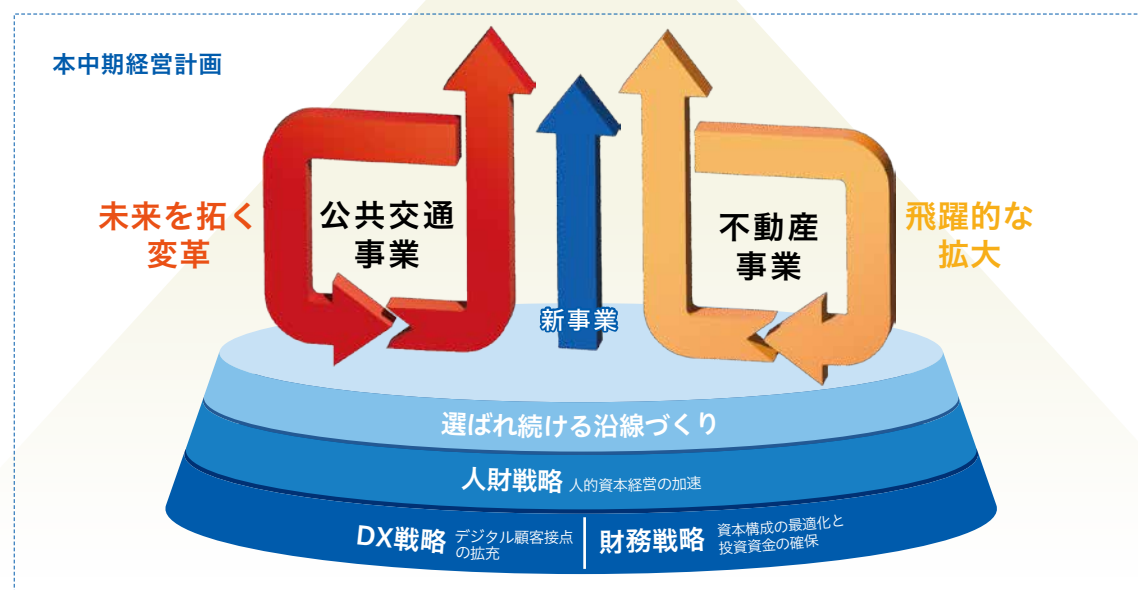 本中期経営計画
未来を拓く
変革
公共交通
事業
新事業
不動産
事業
飛躍的な
拡大
選ばれ続ける沿線づくり
人財戦略 人的資本経営の加速
DX戦略 デジタル顧客接点
の拡充
財務戦略 資本構成の最適化と
投資資金の確保